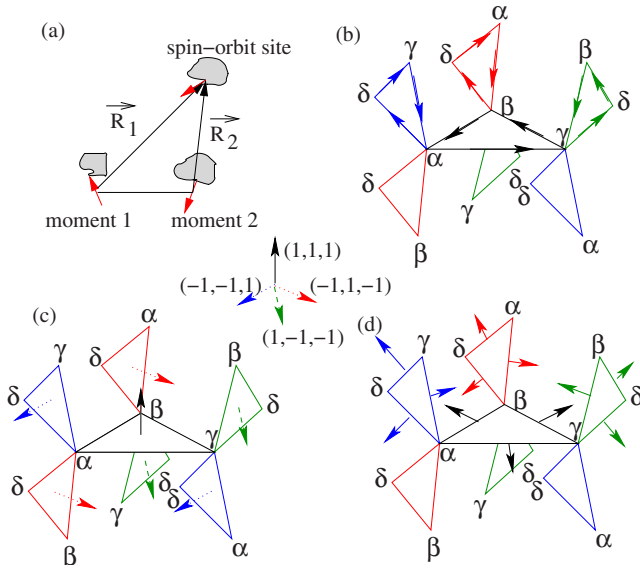 (a)
spin−orbit site
R1
R2
moment 1
moment 2
(b)
γ
δ
α
δ
β
β
δ
γ
α
δ
β
γ
δ
α
(1,1,1)
(-1,-1,1)
(-1,1,-1)
(1,-1,-1)
(c)
α
δ
γ
δ
β
β
δ
α
γ
δ
β
γ
δ
δ
α
(d)
α
δ
γ
δ
β
β
δ
α
γ
δ
β
γ
δ
α